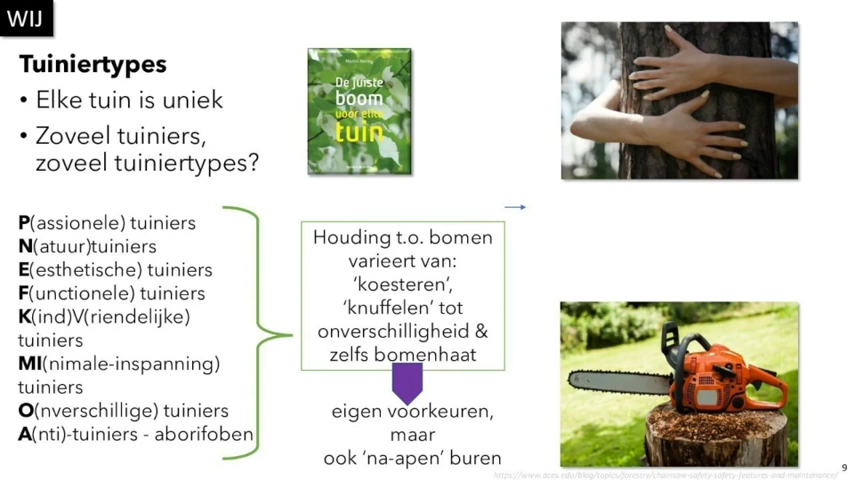 WIJ
Tuiniertypes
• Elke tuin is uniek
• Zoveel tuiniers,
zoveel tuiniertypes?
De juiste
boom
voor elke
tuin
P(assionele) tuiniers
N(atuur)tuiniers
E(esthetische) tuiniers
F(unctionele) tuiniers
K(ind)V(riendelijke)
tuiniers
MI(nimale-inspanning)
tuiniers
O(nverschillige) tuiniers
A(nti)-tuiniers - aborifoben
Houding t.o. bomen
varieert van:
‘koesteren’,
‘knuffelen’ tot
onverschilligheid &
zelfs bomenhaat
eigen voorkeuren,
maar
ook ‘na-apen’ buren
https://www.aces.edu/blog/topics/forestry/chainsaw-safety-safety-features-and-maintenance/
9